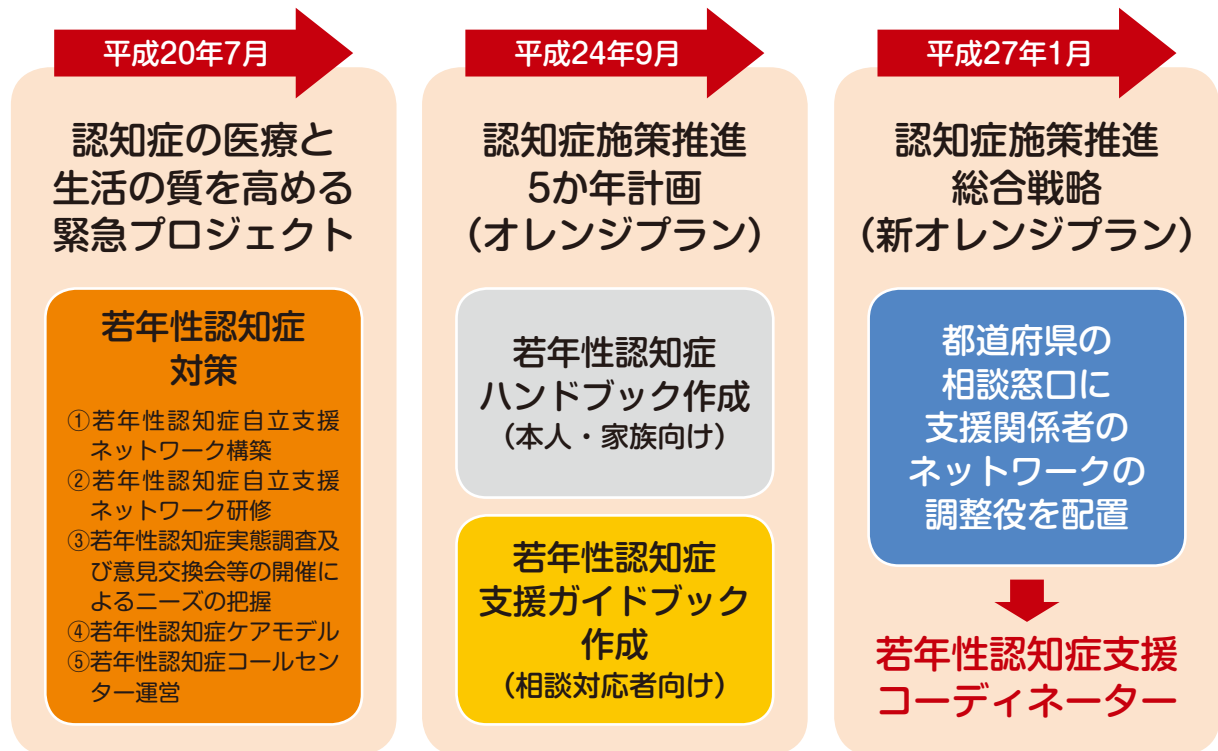 平成20年7月
認知症の医療と
生活の質を高める
緊急プロジェクト
若年性認知症
対策
①若年性認知症自立支援
ネットワーク構築
②若年性認知症自立支援
ネットワーク研修
③若年性認知症実態調査及
び意見交換会等の開催に
よるニーズの把握
④若年性認知症ケアモデル
⑤若年性認知症コールセン
ター運営
平成24年9月
認知症施策推進
5か年計画
（オレンジプラン）
若年性認知症
ハンドブック作成
（本人・家族向け）
若年性認知症
支援ガイドブック
作成
（相談対応者向け）
平成27年1月
認知症施策推進
総合戦略
（新オレンジプラン）
都道府県の
相談窓口に
支援関係者の
ネットワークの
調整役を配置
若年性認知症支援
コーディネーター